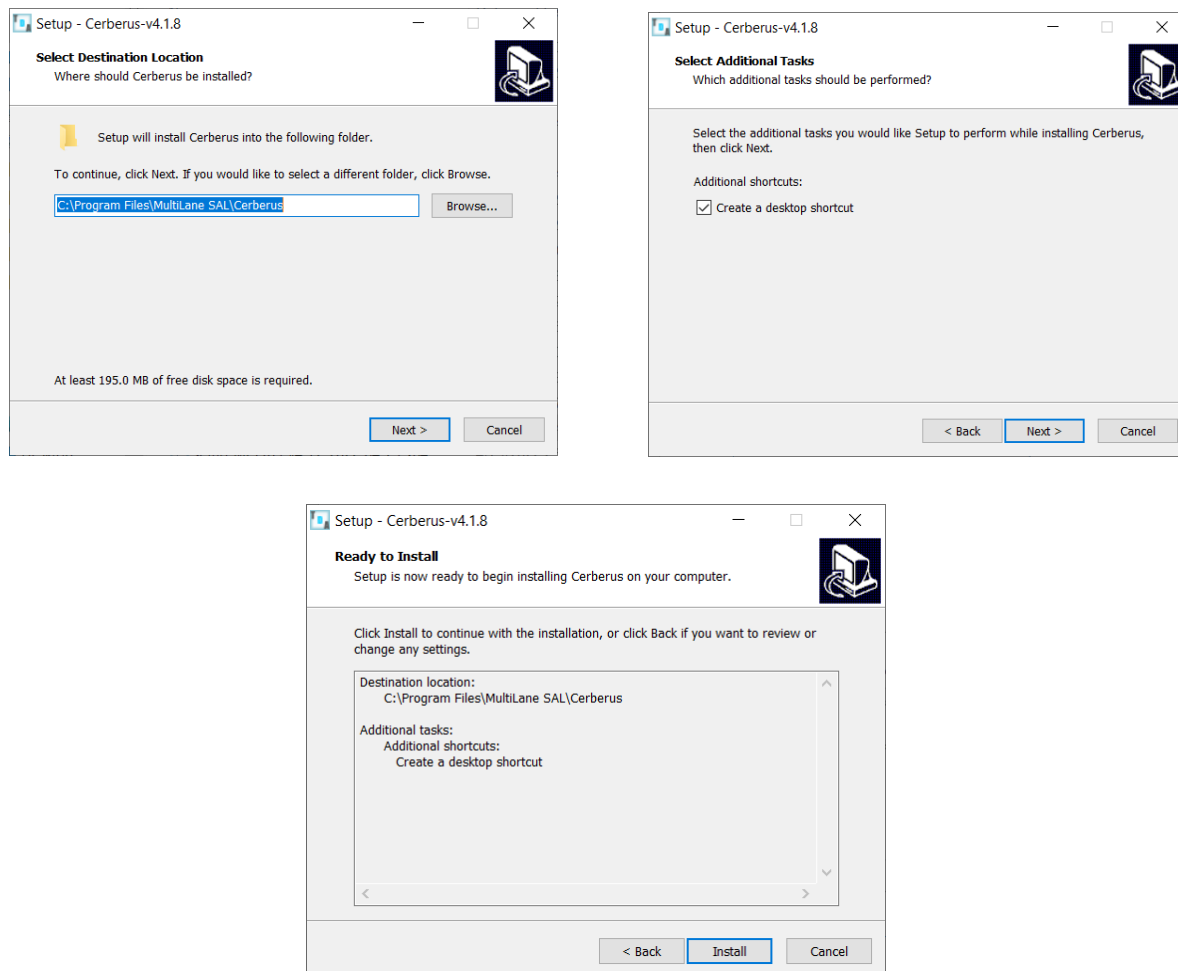 Setup - Cerberus-v4.1.8
Select Destination Location
Where should Cerberus be installed?
Setup will install Cerberus into the following folder.
To continue, click Next. If you would like to select a different folder, click Browse.
C:\Program Files\MultiLane SAL\Cerberus
Browse...
At least 195.0 MB of free disk space is required.
Next >
Cancel
Setup - Cerberus-v4.1.8
Select Additional Tasks
Which additional tasks should be performed?
Select the additional tasks you would like Setup to perform while installing Cerberus,
then click Next.
Additional shortcuts:
Create a desktop shortcut
< Back
Next >
Cancel
Setup - Cerberus-v4.1.8
Ready to Install
Setup is now ready to begin installing Cerberus on your computer.
Click Install to continue with the installation, or click Back if you want to review or
change any settings.
Destination location:
C:\Program Files\MultiLane SAL\Cerberus
Additional tasks:
Additional shortcuts:
Create a desktop shortcut
< Back
Install
Cancel